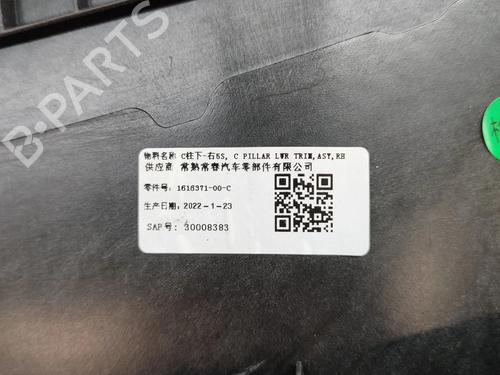 B-PARTS
物料名称 C柱下-右5S, C PILLAR LWR TRIM,ASY,RH
供应商 常熟常春汽车零部件有限公司
零件号: 1616371-00-C
生产日期: 2022-1-23
SAP号: 30008383